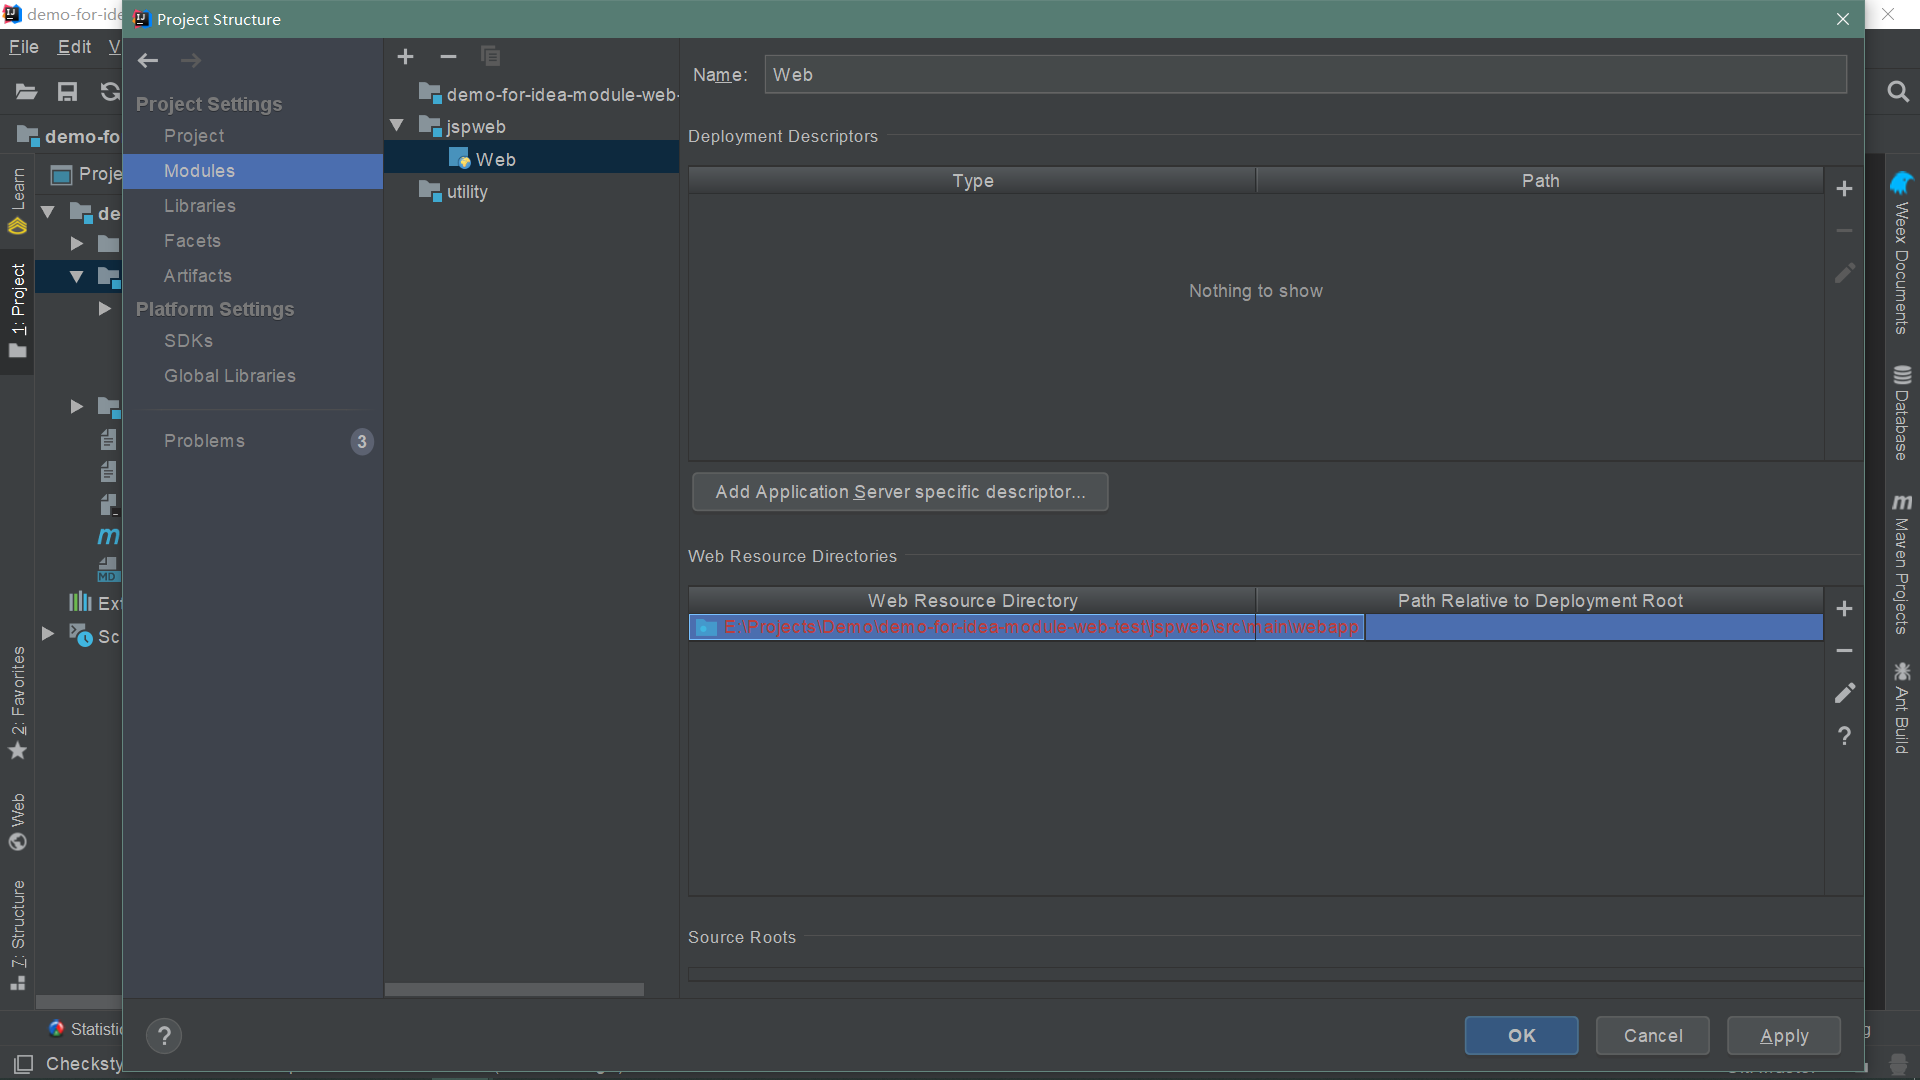 demo-for-ide
Project Structure
File Edit V
demo-fo
Learn
1: Project
2: Favorites
Web
7: Structure
Proje
de
Ext
Sc
Project Settings
Project
Modules
Libraries
Facets
Artifacts
Platform Settings
SDKs
Global Libraries
Problems 3
demo-for-idea-module-web-
jspweb
Web
utility
Name: Web
Deployment Descriptors
Type Path
Nothing to show
Add Application Server specific descriptor...
Web Resource Directories
Web Resource Directory Path Relative to Deployment Root
E:\Projects\Demo\demo-for-idea-module-web-test\jspweb\src\main\webapp
Source Roots
OK Cancel Apply
Weex Documents
Database
Maven Projects
Ant Build
Statistic
Checksty